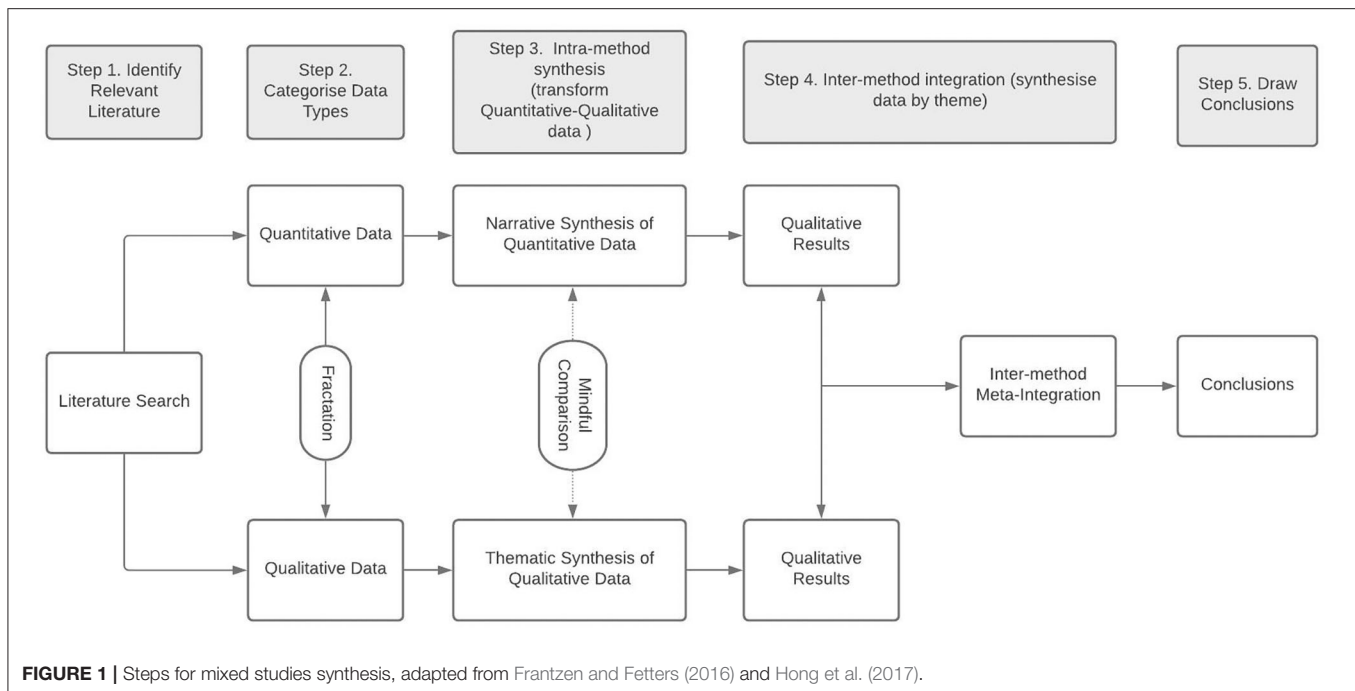 Step 1. Identify
Relevant
Literature
Step 2.
Categorise Data
Types
Step 3. Intra-method
synthesis
(transform
Quantitative-Qualitative
data )
Step 4. Inter-method integration (synthesise
data by theme)
Step 5. Draw
Conclusions
Quantitative Data
Narrative Synthesis of
Quantitative Data
Qualitative
Results
Literature Search
Fractation
Mindful
Comparison
Inter-method
Meta-Integration
Conclusions
Qualitative Data
Thematic Synthesis of
Qualitative Data
Qualitative
Results
FIGURE 1 | Steps for mixed studies synthesis, adapted from Frantzen and Fetters (2016) and Hong et al. (2017).